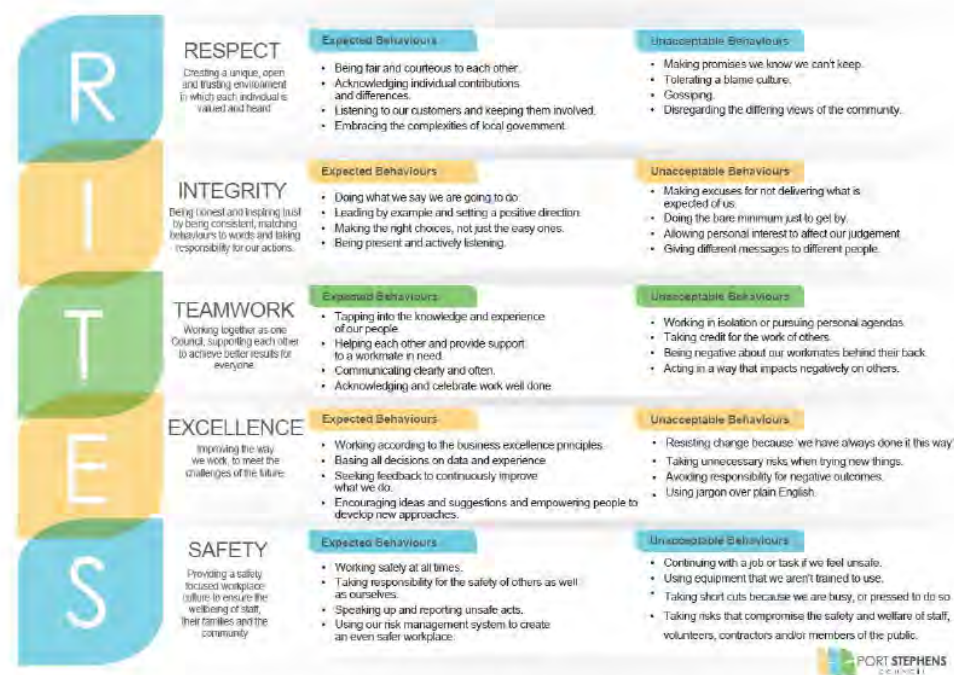 R
RESPECT
Creating a unique, open
and trusting environment
in which each individual is
valued and heard
Expected Behaviours
• Being fair and courteous to each other.
• Acknowledging individual contributions
and differences.
• Listening to our customers and keeping them involved.
• Embracing the complexities of local government.
Unacceptable Behaviours
• Making promises we know we can't keep.
• Tolerating a blame culture.
• Gossiping.
• Disregarding the differing views of the community.
I
INTEGRITY
Being honest and inspiring trust
by being consistent, matching
behaviours to words and taking
responsibility for our actions.
Expected Behaviours
• Doing what we say we are going to do.
• Leading by example and setting a positive direction.
• Making the right choices, not just the easy ones.
• Being present and actively listening.
Unacceptable Behaviours
• Making excuses for not delivering what is
expected of us.
• Doing the bare minimum just to get by.
• Allowing personal interest to affect our judgement.
• Giving different messages to different people.
T
TEAMWORK
Working together as one
Council, supporting each other
to achieve better results for
everyone.
Expected Behaviours
• Tapping into the knowledge and experience
of our people.
• Helping each other and provide support
to a workmate in need.
• Communicating clearly and often.
• Acknowledging and celebrate work well done.
Unacceptable Behaviours
• Working in isolation or pursuing personal agendas.
• Taking credit for the work of others.
• Being negative about our workmates behind their back.
• Acting in a way that impacts negatively on others.
E
EXCELLENCE
Improving the way
we work, to meet the
challenges of the future.
Expected Behaviours
• Working according to the business excellence principles.
• Basing all decisions on data and experience
• Seeking feedback to continuously improve
what we do.
• Encouraging ideas and suggestions and empowering people to
develop new approaches.
Unacceptable Behaviours
• Resisting change because 'we have always done it this way'
• Taking unnecessary risks when trying new things.
• Avoiding responsibility for negative outcomes.
• Using jargon over plain English.
S
SAFETY
Providing a safety
focused workplace
culture to ensure the
wellbeing of staff,
their families and the
community
Expected Behaviours
• Working safely at all times.
• Taking responsibility for the safety of others as well
as ourselves.
• Speaking up and reporting unsafe acts.
• Using our risk management system to create
an even safer workplace.
Unacceptable Behaviours
• Continuing with a job or task if we feel unsafe.
• Using equipment that we aren't trained to use.
• Taking short cuts because we are busy, or pressed to do so
• Taking risks that compromise the safety and welfare of staff,
volunteers, contractors and/or members of the public.
PORT STEPHENS
COUNCIL